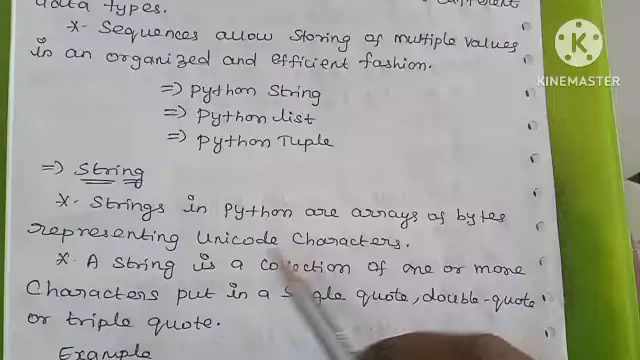 data types. different
*. Sequences allow storing of multiple values
in an organized and efficient fashion.
KINEMASTER
=) Python String
=) Python List
=) Python Tuple
=) String
*. Strings in Python are arrays of bytes
representing Unicode Characters.
*. A string is a collection of one or more
Characters put in a single quote, double-quote
or triple quote.
Example